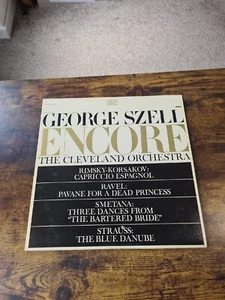 GEORGE SZELL
ENCORE
THE CLEVELAND ORCHESTRA
RIMSKY-KORSAKOV:
CAPRICCIO ESPAGNOL
RAVEL:
PAVANE FOR A DEAD PRINCESS
SMETANA:
THREE DANCES FROM
"THE BARTERED BRIDE"
STRAUSS:
THE BLUE DANUBE